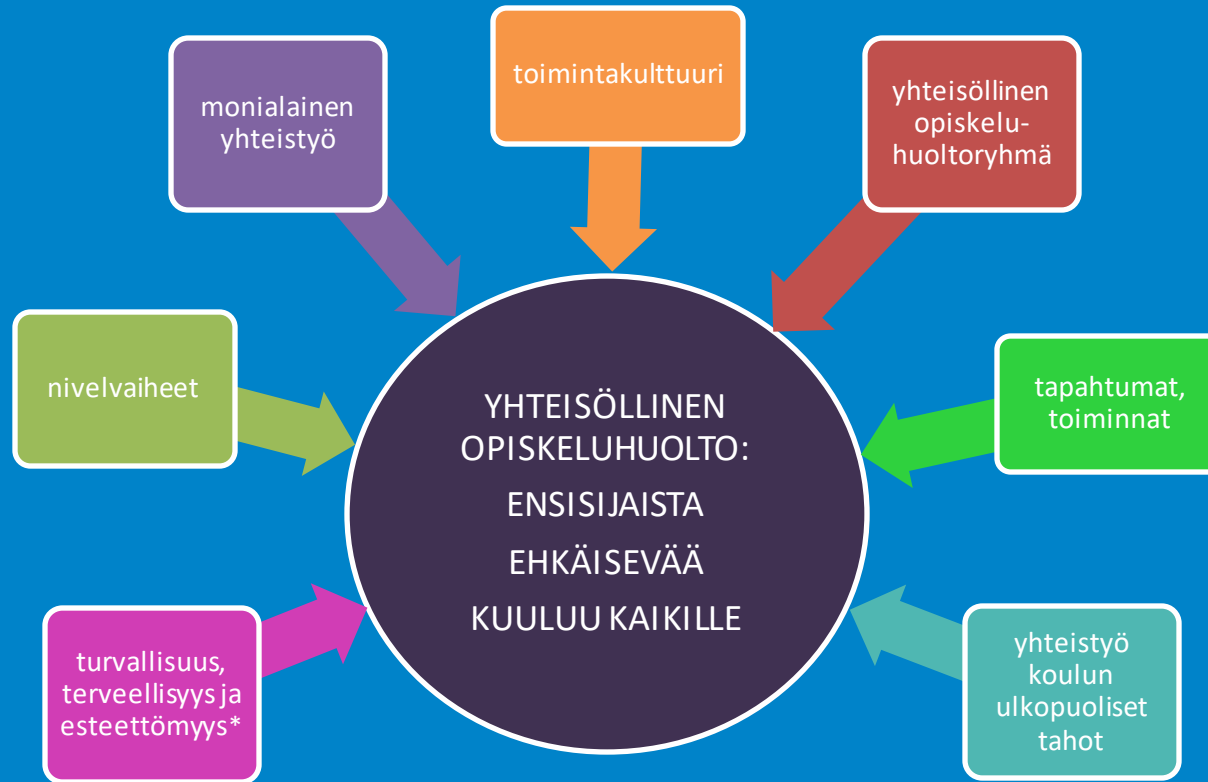 toimintakulttuuri
monialainen
yhteistyö
yhteisöllinen
opiskelu-
huoltoryhmä
nivelvaiheet
tapahtumat,
toiminnat
YHTEISÖLLINEN
OPISKELUHUOLTO:
ENSISIJAISTA
EHKÄISEVÄÄ
KUULUU KAIKILLE
turvallisuus,
terveellisyys ja
esteettömyys*
yhteistyö
koulun
ulkopuoliset
tahot